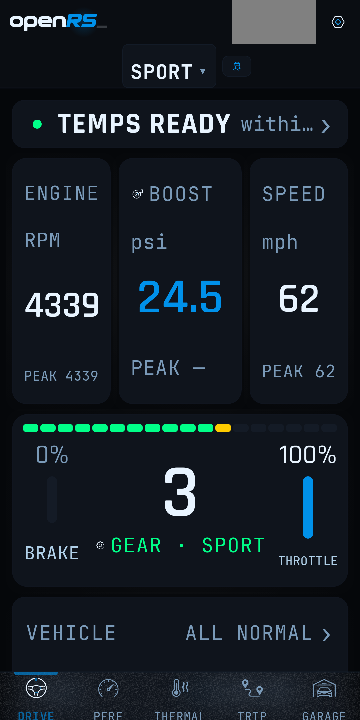 openRS_
SPORT ▾
TEMPS READY withi… ›
ENGINE
RPM
4339
PEAK 4339
BOOST
psi
24.5
PEAK —
SPEED
mph
62
PEAK 62
0%
BRAKE
3
GEAR · SPORT
100%
THROTTLE
VEHICLE ALL NORMAL ›
DRIVE PERF THERMAL TRIP GARAGE